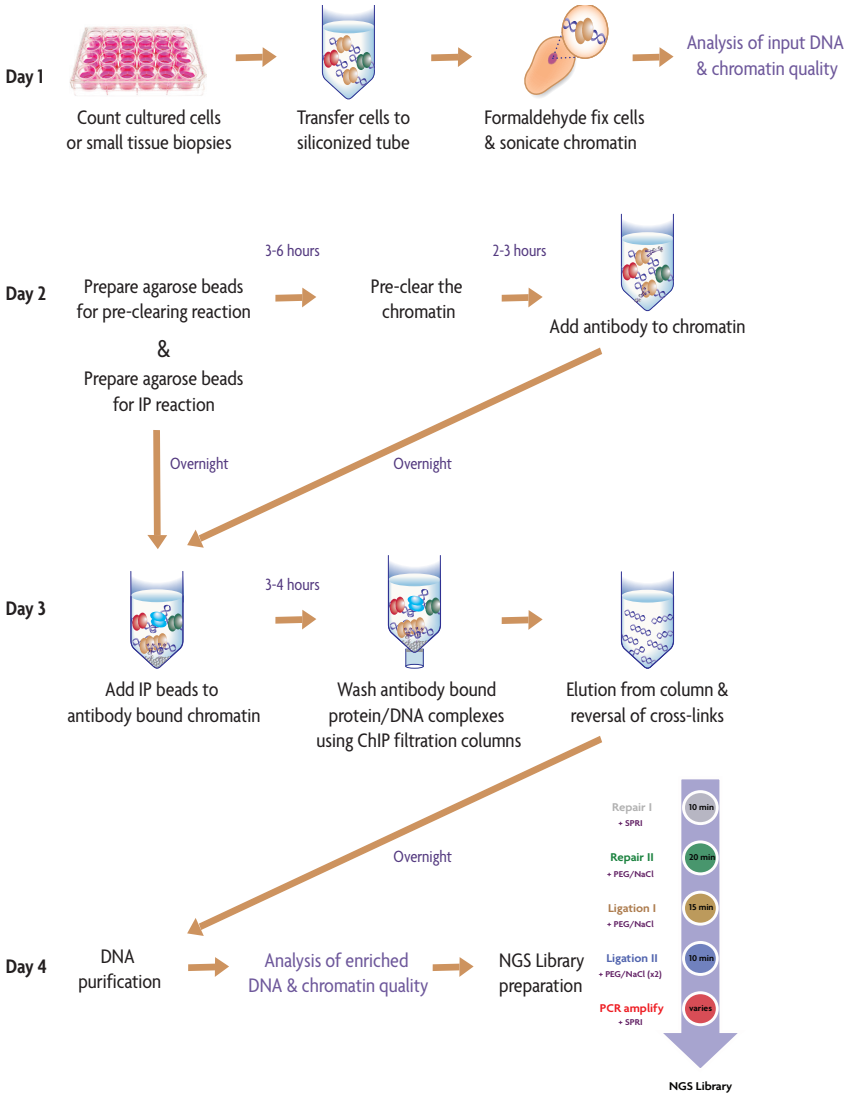 Day 1
Count cultured cells
or small tissue biopsies
Transfer cells to
siliconized tube
Formaldehyde fix cells
& sonicate chromatin
Analysis of input DNA
& chromatin quality
Day 2
Prepare agarose beads
for pre-clearing reaction
&
Prepare agarose beads
for IP reaction
3-6 hours
Pre-clear the
chromatin
2-3 hours
Add antibody to chromatin
Overnight
Overnight
Day 3
Add IP beads to
antibody bound chromatin
3-4 hours
Wash antibody bound
protein/DNA complexes
using ChIP filtration columns
Elution from column &
reversal of cross-links
Overnight
Day 4
DNA
purification
Analysis of enriched
DNA & chromatin quality
NGS Library
preparation
Repair I
+ SPRI
10 min
Repair II
+ PEG/NaCl
20 min
Ligation I
+ PEG/NaCl
15 min
Ligation II
+ PEG/NaCl (x2)
10 min
PCR amplify
+ SPRI
varies
NGS Library